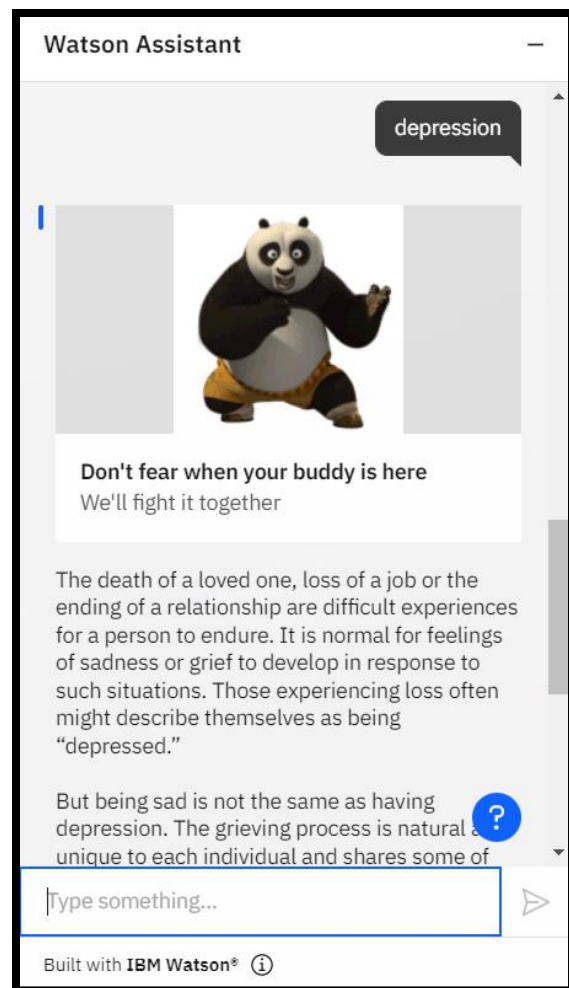 Watson Assistant
depression
Don't fear when your buddy is here
We'll fight it together
The death of a loved one, loss of a job or the
ending of a relationship are difficult experiences
for a person to endure. It is normal for feelings
of sadness or grief to develop in response to
such situations. Those experiencing loss often
might describe themselves as being
“depressed.”
But being sad is not the same as having
depression. The grieving process is natural
?
unique to each individual and shares some of
Type something...
Built with IBM Watson®